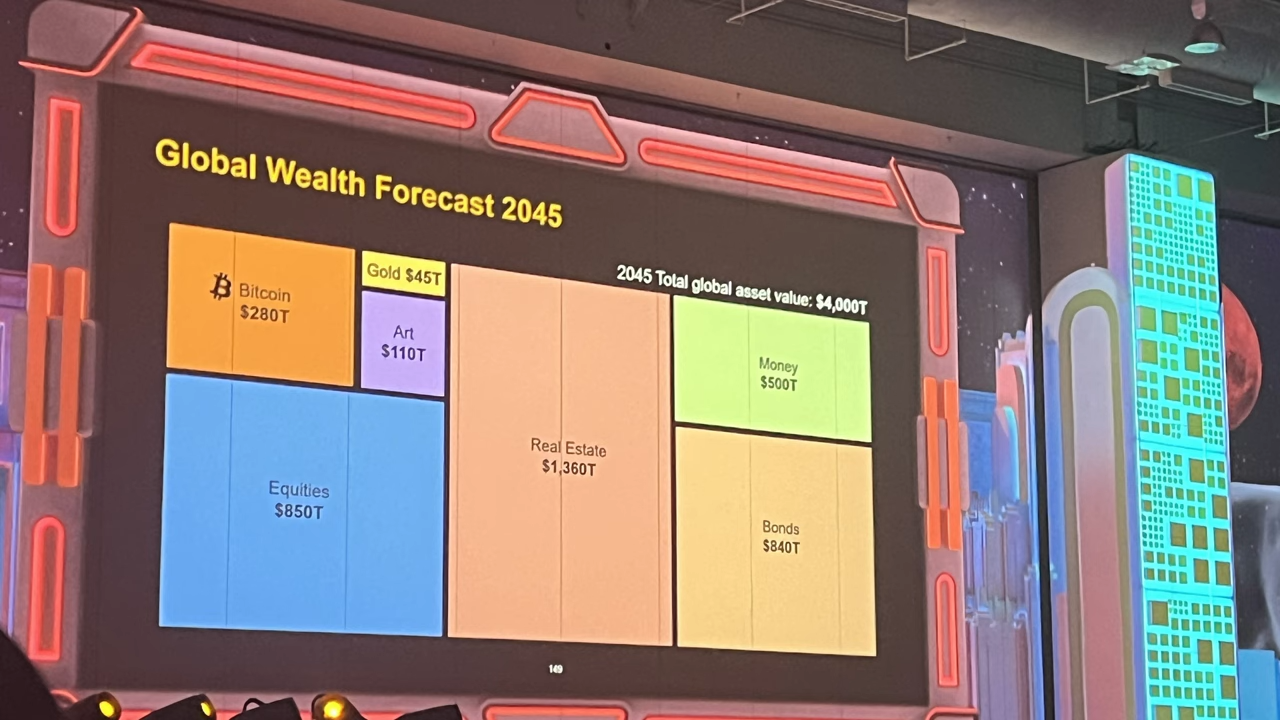 Global Wealth Forecast 2045
2045 Total global asset value: $4,000T
Bitcoin
$280T
Gold $45T
Art
$110T
Equities
$850T
Real Estate
$1,360T
Money
$500T
Bonds
$840T
149